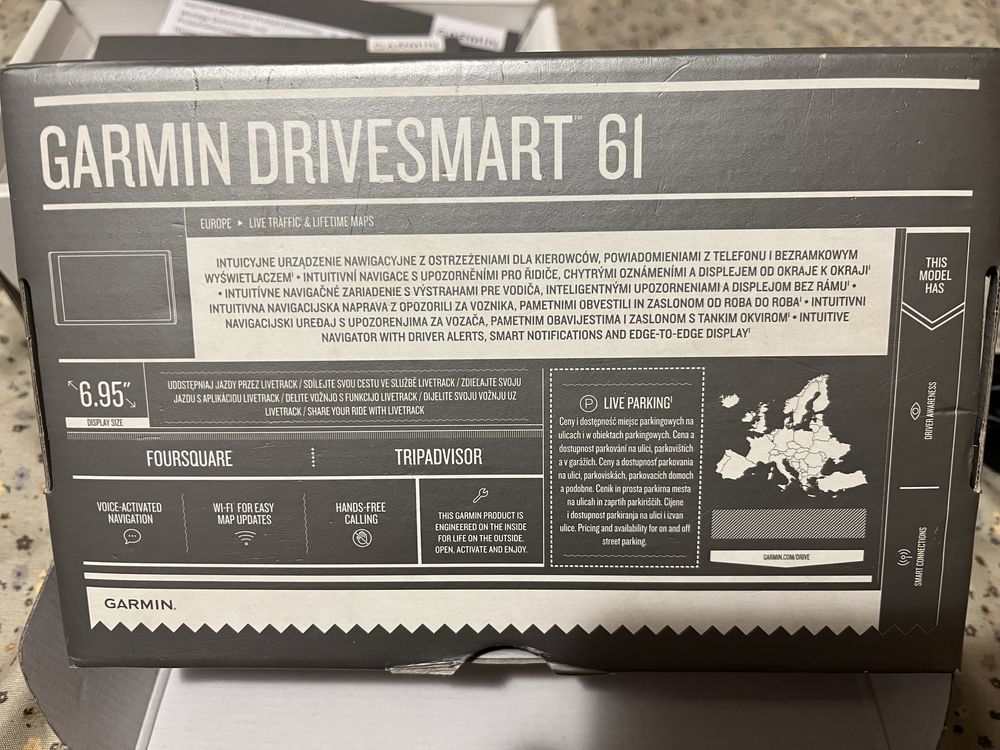 GARMIN
GARMIN DRIVESMART™ 61
EUROPE ▸ LIVE TRAFFIC & LIFETIME MAPS
INTUICYJNE URZĄDZENIE NAWIGACYJNE Z OSTRZEŻENIAMI DLA KIEROWCÓW, POWIADOMIENIAMI Z TELEFONU I BEZRAMKOWYM
WYŚWIETLACZEM¹ • INTUITIVNÍ NAVIGACE S UPOZORNĚNÍMI PRO ŘIDIČE, CHYTRÝMI OZNÁMENÍMI A DISPLEJEM OD OKRAJE K OKRAJI¹
• INTUITÍVNE NAVIGAČNÉ ZARIADENIE S VÝSTRAHAMI PRE VODIČA, INTELIGENTNÝMI UPOZORNENIAMI A DISPLEJOM BEZ RÁMU¹ •
INTUITIVNA NAVIGACIJSKA NAPRAVA Z OPOZORILI ZA VOZNIKA, PAMETNIMI OBVESTILI IN ZASLONOM OD ROBA DO ROBA¹ • INTUITIVNI
NAVIGACIJSKI UREĐAJ S UPOZORENJIMA ZA VOZAČA, PAMETNIM OBAVIJESTIMA I ZASLONOM S TANKIM OKVIROM¹ • INTUITIVE
NAVIGATOR WITH DRIVER ALERTS, SMART NOTIFICATIONS AND EDGE-TO-EDGE DISPLAY¹
THIS
MODEL
HAS
DRIVER AWARENESS
SMART CONNECTIONS
6.95”
DISPLAY SIZE
UDOSTĘPNIAJ JAZDY PRZEZ LIVETRACK / SDÍLEJTE SVOU CESTU VE SLUŽBĚ LIVETRACK / ZDIEĽAJTE SVOJU
JAZDU S APLIKÁCIOU LIVETRACK / DELITE VOŽNJO S FUNKCIJO LIVETRACK / DIJELITE SVOJU VOŽNJU UZ
LIVETRACK / SHARE YOUR RIDE WITH LIVETRACK
FOURSQUARE
TRIPADVISOR
VOICE-ACTIVATED
NAVIGATION
WI-FI® FOR EASY
MAP UPDATES
HANDS-FREE
CALLING
THIS GARMIN PRODUCT IS
ENGINEERED ON THE INSIDE
FOR LIFE ON THE OUTSIDE.
OPEN, ACTIVATE AND ENJOY.
P LIVE PARKING¹
Ceny i dostępność miejsc parkingowych na
ulicach i w obiektach parkingowych. Cena a
dostupnost parkování na ulici, parkovištích
a v garážích. Ceny a dostupnosť parkovania
na ulici, parkoviskách, parkovacích domoch
a podobne. Cenik in prosta parkirna mesta
na ulicah in zaprtih parkiriščih. Cijene
i dostupnost parkiranja na ulici i izvan
ulice. Pricing and availability for on and off
street parking.
GARMIN.COM/DRIVE
GARMIN.